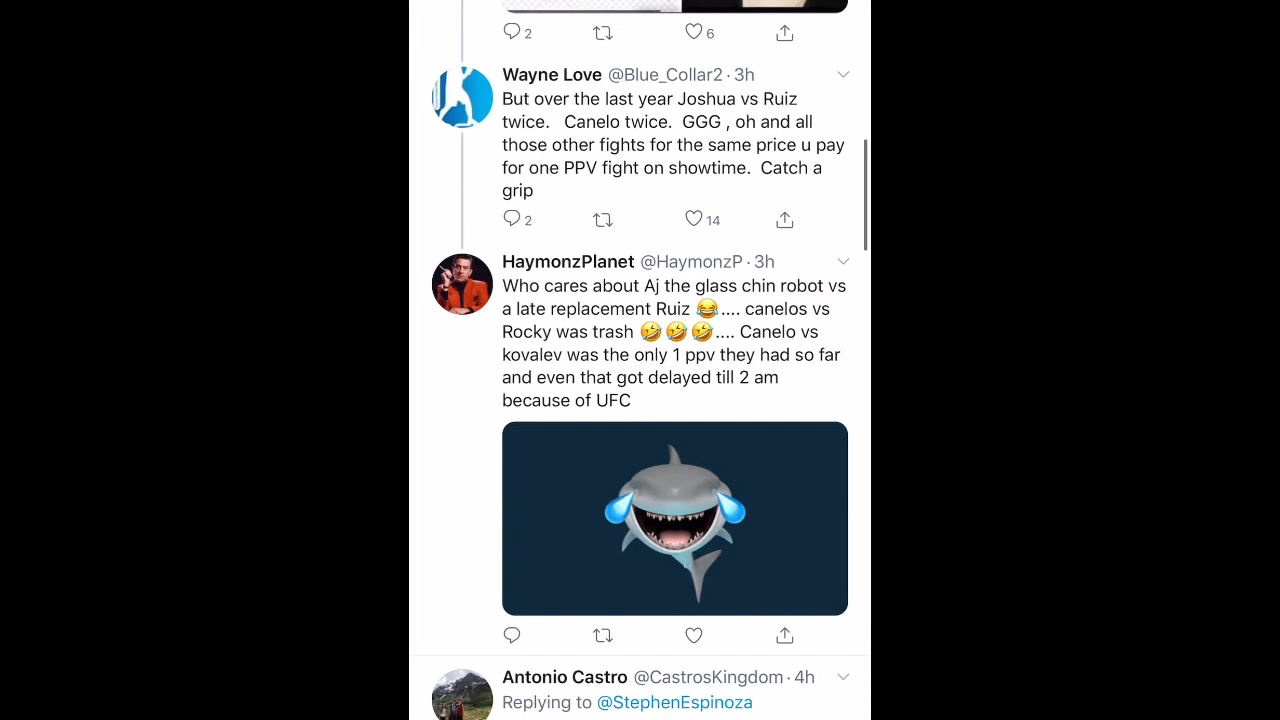 2 6
Wayne Love @Blue_Collar2 · 3h
But over the last year Joshua vs Ruiz
twice.   Canelo twice.  GGG , oh and all
those other fights for the same price u pay
for one PPV fight on showtime.  Catch a
grip
2 14
HaymonzPlanet @HaymonzP · 3h
Who cares about Aj the glass chin robot vs
a late replacement Ruiz 😂.... canelos vs
Rocky was trash 🤣🤣🤣.... Canelo vs
kovalev was the only 1 ppv they had so far
and even that got delayed till 2 am
because of UFC
Antonio Castro @CastrosKingdom · 4h
Replying to @StephenEspinoza